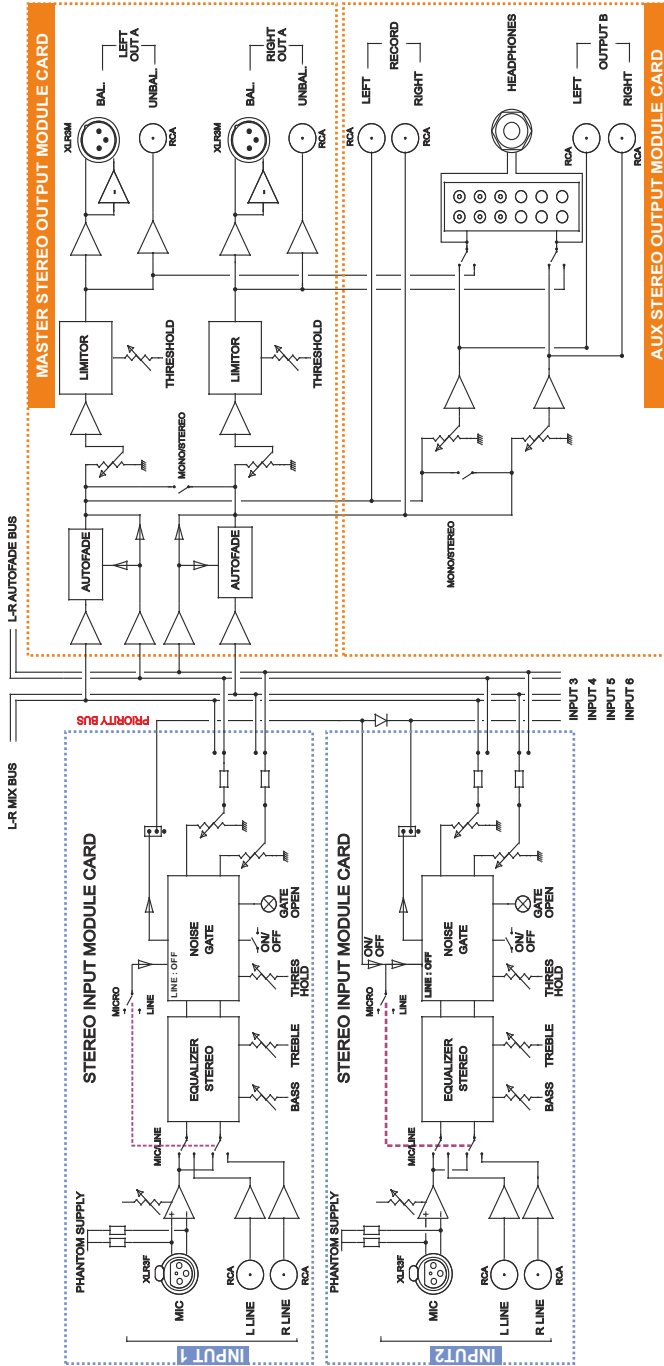 MASTER STEREO OUTPUT MODULE CARD
AUX STEREO OUTPUT MODULE CARD
L-R AUTOFADE BUS
L-R MIX BUS
PRIORITY BUS
LEFT
OUT A
BAL.
UNBAL.
XLR3M
RCA
RIGHT
OUT A
BAL.
UNBAL.
XLR3M
RCA
LIMITOR
THRESHOLD
LIMITOR
THRESHOLD
MONO/STEREO
AUTOFADE
AUTOFADE
RECORD
LEFT
RIGHT
RCA
RCA
HEADPHONES
OUTPUT B
LEFT
RIGHT
RCA
RCA
MONO/STEREO
INPUT 3
INPUT 4
INPUT 5
INPUT 6
STEREO INPUT MODULE CARD
MICRO
LINE
LINE : OFF
NOISE
GATE
GATE
OPEN
ON/
OFF
THRES
HOLD
EQUALIZER
STEREO
TREBLE
BASS
MIC/LINE
PHANTOM SUPPLY
XLR3F
MIC
RCA
L LINE
R LINE
RCA
INPUT 1
STEREO INPUT MODULE CARD
ON/
OFF
MICRO
LINE
LINE : OFF
NOISE
GATE
GATE
OPEN
ON/
OFF
THRES
HOLD
EQUALIZER
STEREO
TREBLE
BASS
MIC/LINE
PHANTOM SUPPLY
XLR3F
MIC
RCA
L LINE
R LINE
RCA
INPUT2